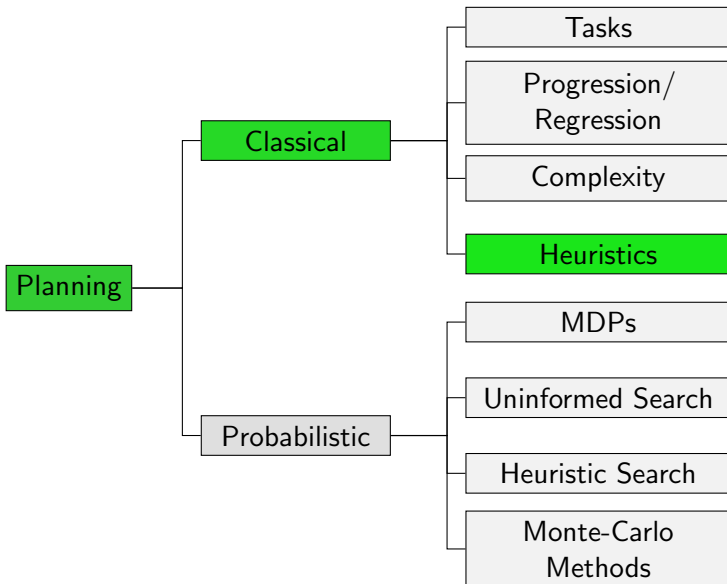 Planning
Classical
Tasks
Progression/
Regression
Complexity
Heuristics
Probabilistic
MDPs
Uninformed Search
Heuristic Search
Monte-Carlo
Methods